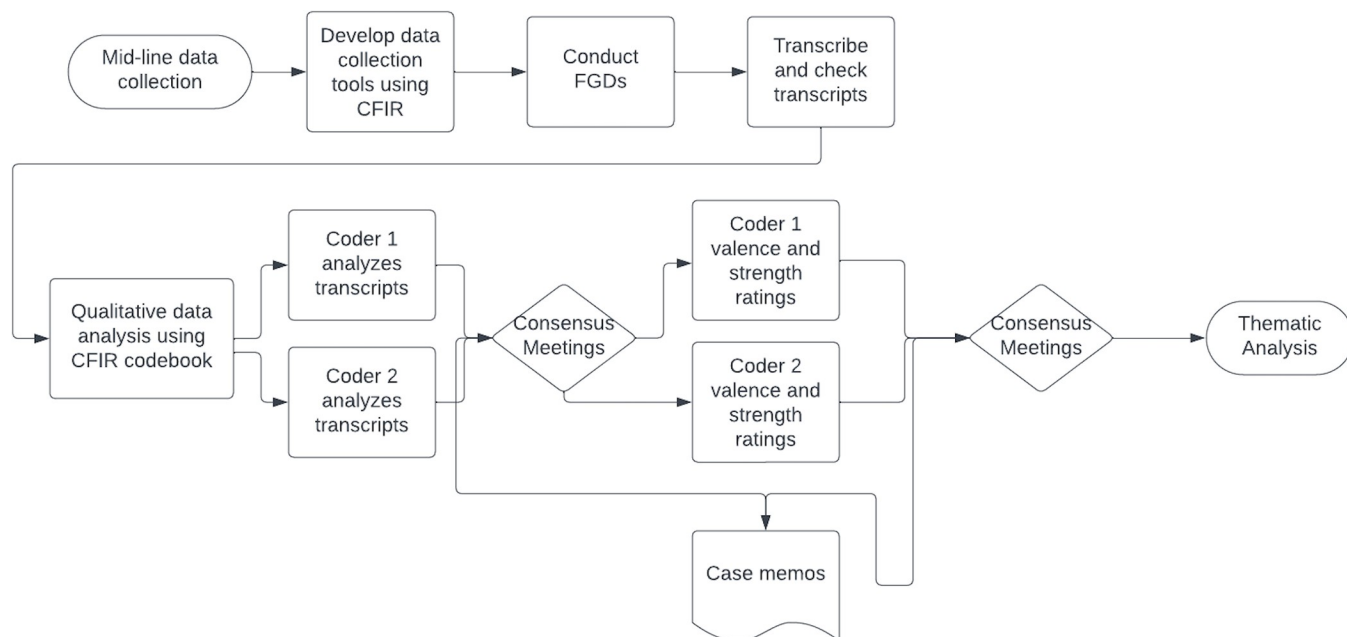 Mid-line data
collection
Develop data
collection
tools using
CFIR
Conduct
FGDs
Transcribe
and check
transcripts
Qualitative data
analysis using
CFIR codebook
Coder 1
analyzes
transcripts
Coder 2
analyzes
transcripts
Consensus
Meetings
Coder 1
valence and
strength
ratings
Coder 2
valence and
strength
ratings
Case memos
Consensus
Meetings
Thematic
Analysis